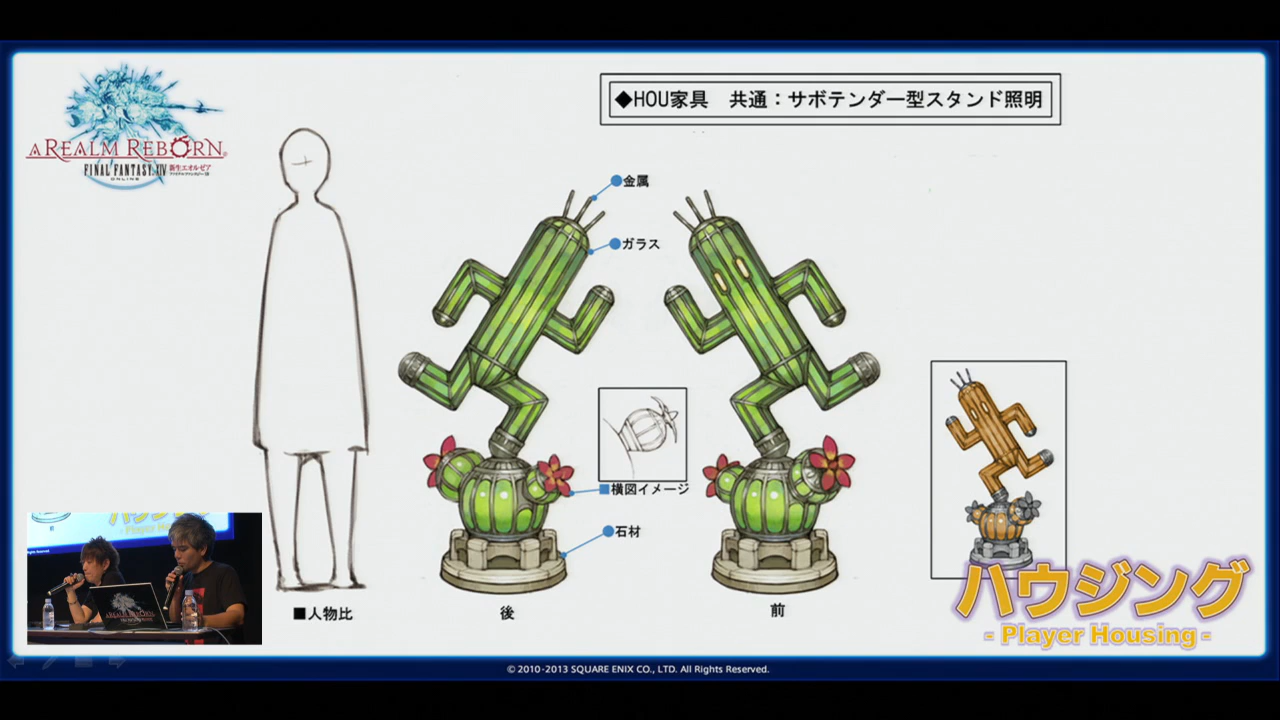 A REALM REBORN
FINAL FANTASY XIV 新生エオルゼア
ONLINE
◆HOU家具 共通：サボテンダー型スタンド照明
●金属
●ガラス
■横図イメージ
●石材
■人物比
後
前
ハウジング
- Player Housing -
© 2010-2013 SQUARE ENIX CO., LTD. All Rights Reserved.